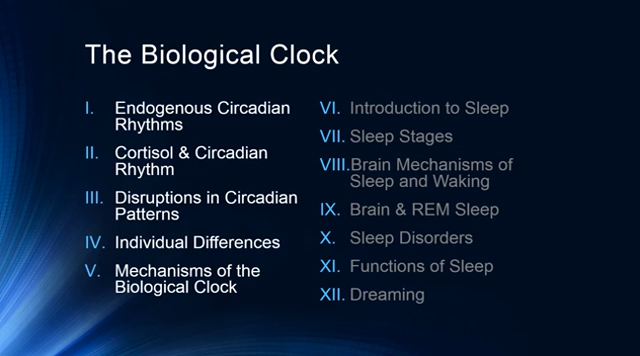 The Biological Clock
I. Endogenous Circadian
Rhythms
II. Cortisol & Circadian
Rhythm
III. Disruptions in Circadian
Patterns
IV. Individual Differences
V. Mechanisms of the
Biological Clock
VI. Introduction to Sleep
VII. Sleep Stages
VIII. Brain Mechanisms of
Sleep and Waking
IX. Brain & REM Sleep
X. Sleep Disorders
XI. Functions of Sleep
XII. Dreaming